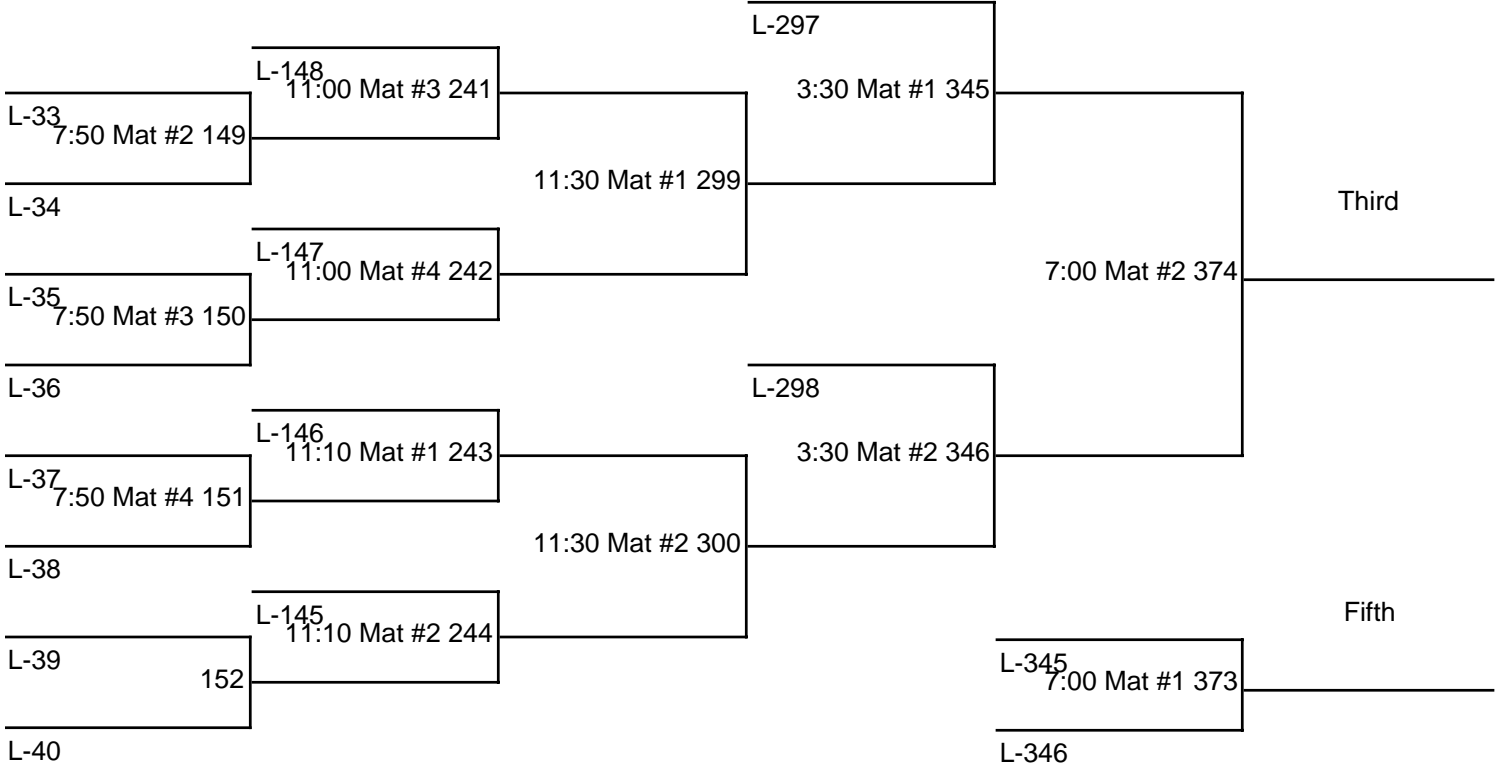 L-297
L-148
11:00 Mat #3 241
3:30 Mat #1 345
L-33
7:50 Mat #2 149
11:30 Mat #1 299
L-34
Third
L-147
11:00 Mat #4 242
7:00 Mat #2 374
L-35
7:50 Mat #3 150
L-36
L-298
L-146
11:10 Mat #1 243
3:30 Mat #2 346
L-37
7:50 Mat #4 151
11:30 Mat #2 300
L-38
L-145
11:10 Mat #2 244
Fifth
L-39
152
L-345
7:00 Mat #1 373
L-40
L-346